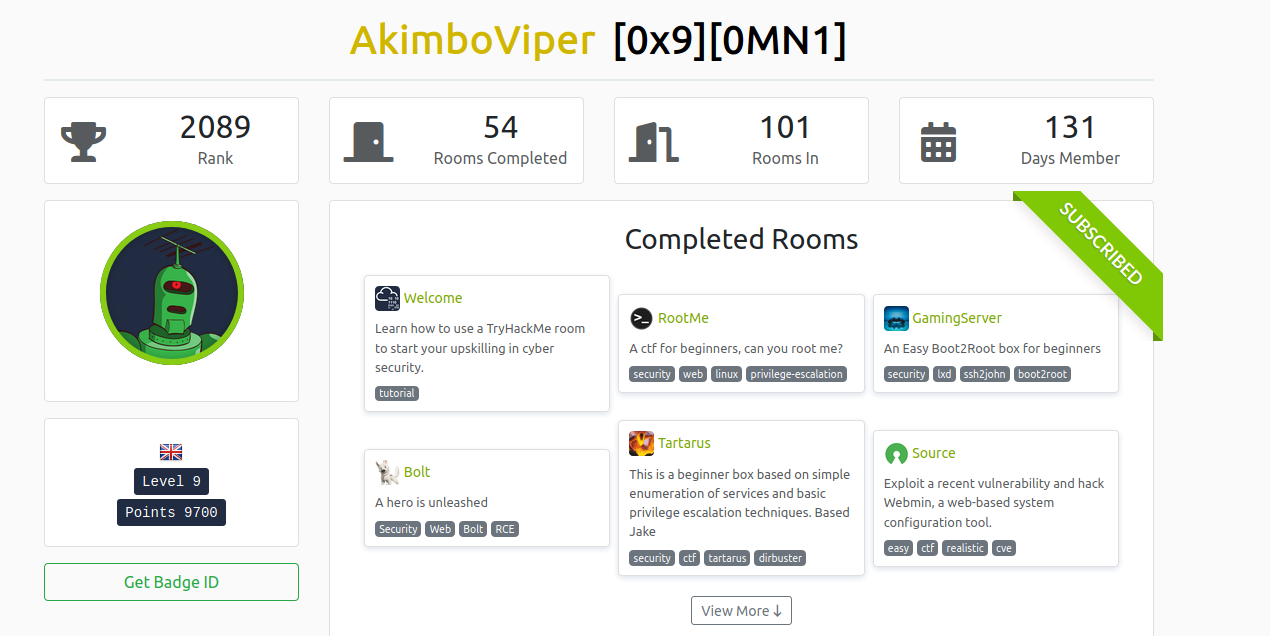 AkimboViper [0x9][0MN1]
2089
Rank
54
Rooms Completed
101
Rooms In
131
Days Member
SUBSCRIBED
Level 9
Points 9700
Get Badge ID
Completed Rooms
Welcome
Learn how to use a TryHackMe room
to start your upskilling in cyber
security.
tutorial
RootMe
A ctf for beginners, can you root me?
security web linux privilege-escalation
GamingServer
An Easy Boot2Root box for beginners
security lxd ssh2john boot2root
Bolt
A hero is unleashed
Security Web Bolt RCE
Tartarus
This is a beginner box based on simple
enumeration of services and basic
privilege escalation techniques. Based
Jake
security ctf tartarus dirbuster
Source
Exploit a recent vulnerability and hack
Webmin, a web-based system
configuration tool.
easy ctf realistic cve
View More ↓